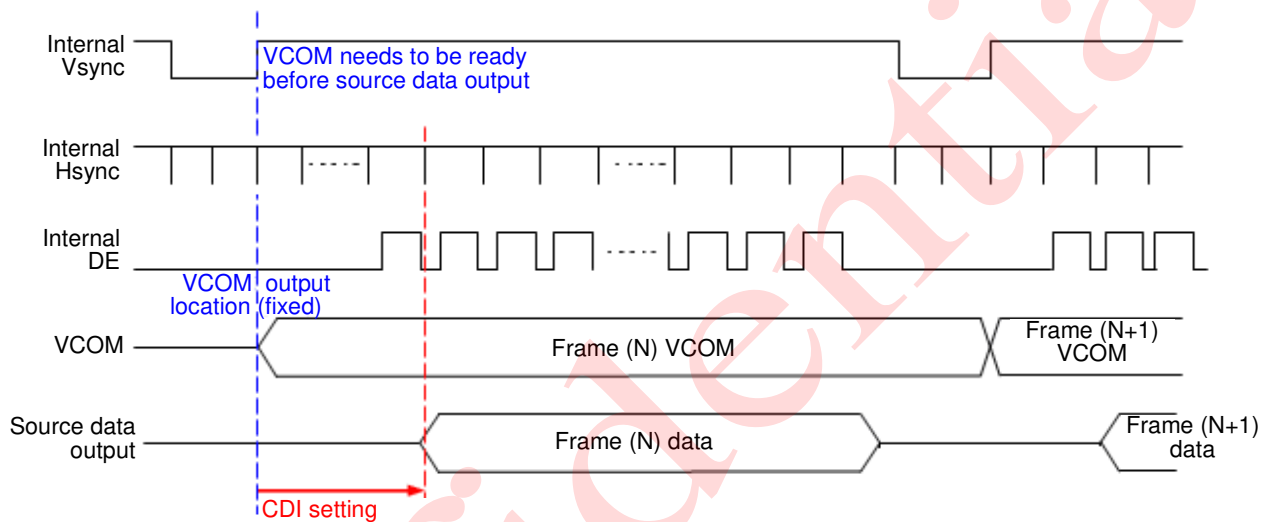 Internal
Vsync
VCOM needs to be ready
before source data output
Internal
Hsync
Internal
DE
VCOM output
location (fixed)
VCOM
Frame (N) VCOM
Frame (N+1)
VCOM
Source data
output
Frame (N) data
Frame (N+1)
data
CDI setting
fidentia